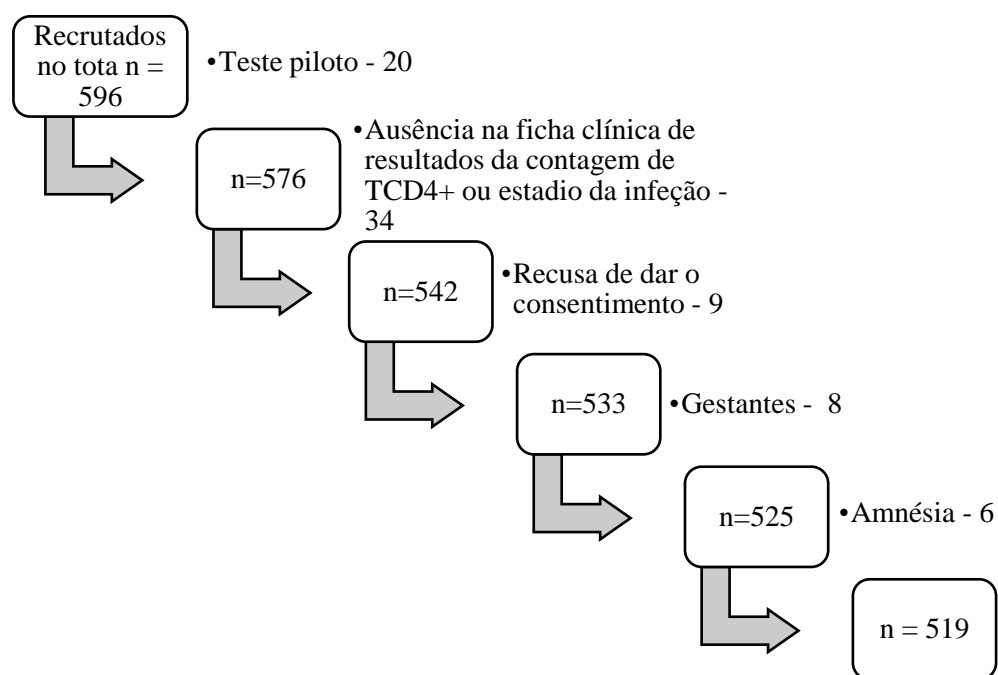 Recrutados
no tota n =
596
•Teste piloto - 20
n=576
•Ausência na ficha clínica de
resultados da contagem de
TCD4+ ou estadio da infeção -
34
n=542
•Recusa de dar o
consentimento - 9
n=533
•Gestantes - 8
n=525
•Amnésia - 6
n = 519